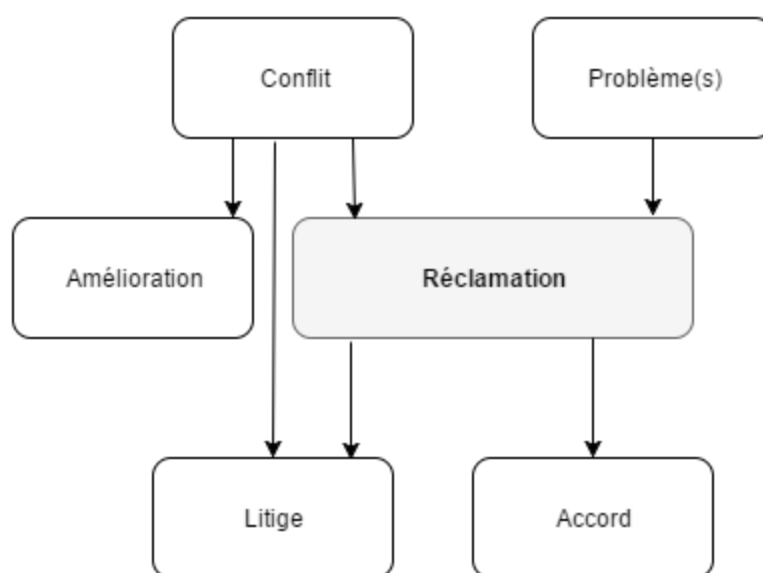 Conflit
Problème(s)
Amélioration
Réclamation
Litige
Accord